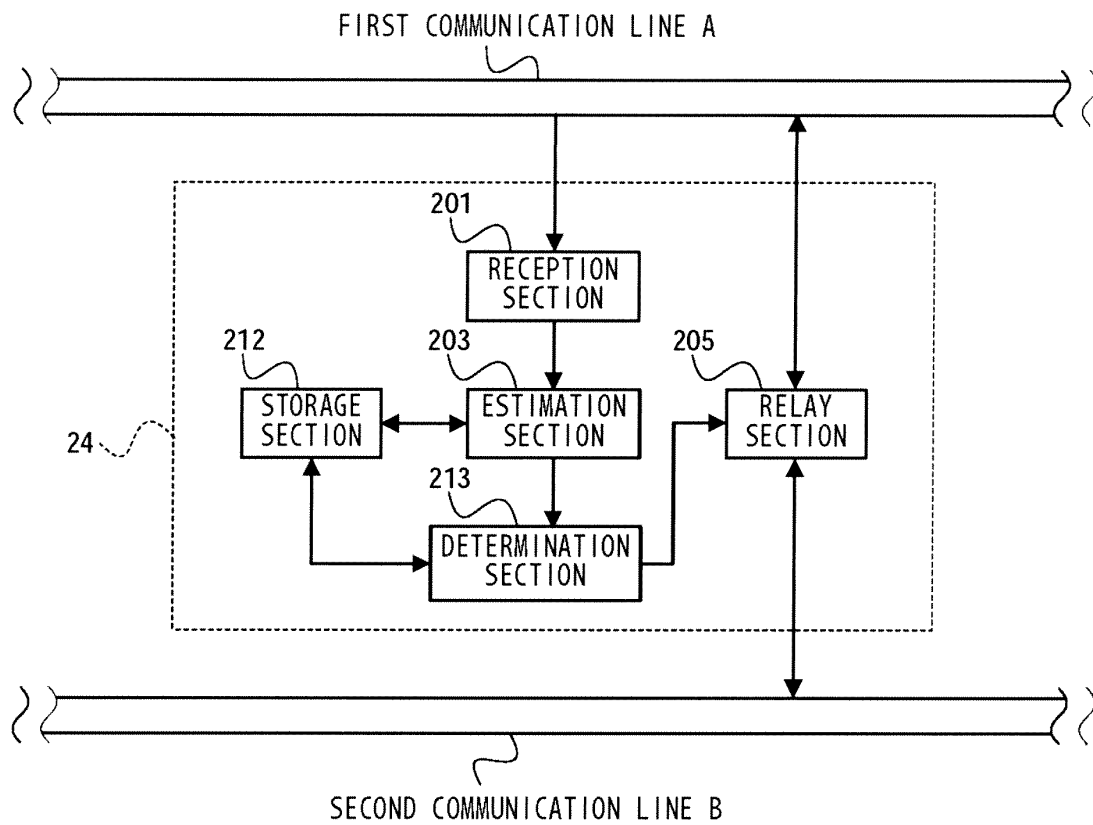 FIRST COMMUNICATION LINE A
201
RECEPTION
SECTION
212
203
205
STORAGE
SECTION
ESTIMATION
SECTION
RELAY
SECTION
24
213
DETERMINATION
SECTION
SECOND COMMUNICATION LINE B